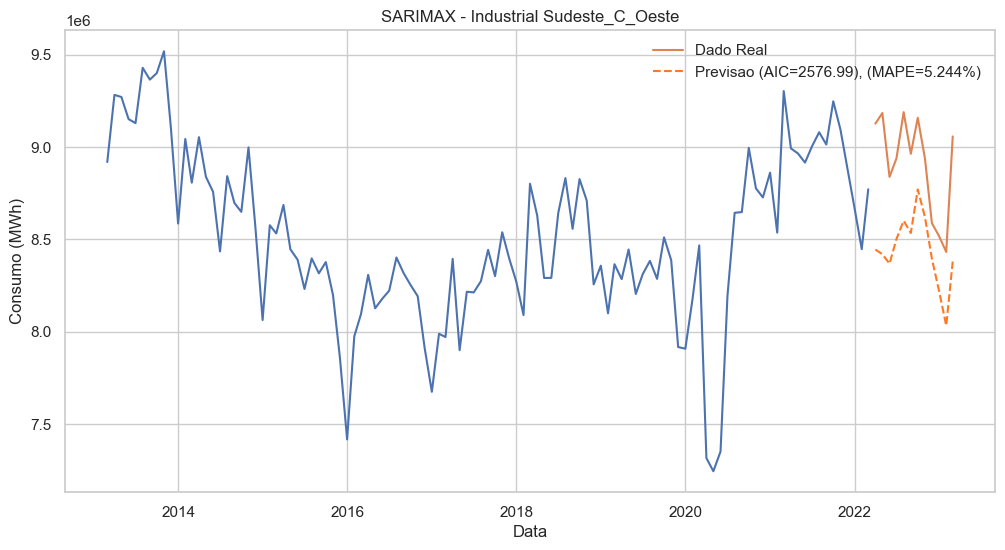 SARIMAX - Industrial Sudeste_C_Oeste
1e6
Dado Real
Previsao (AIC=2576.99), (MAPE=5.244%)
9.5
9.0
8.5
8.0
7.5
Consumo (MWh)
2014 2016 2018 2020 2022
Data